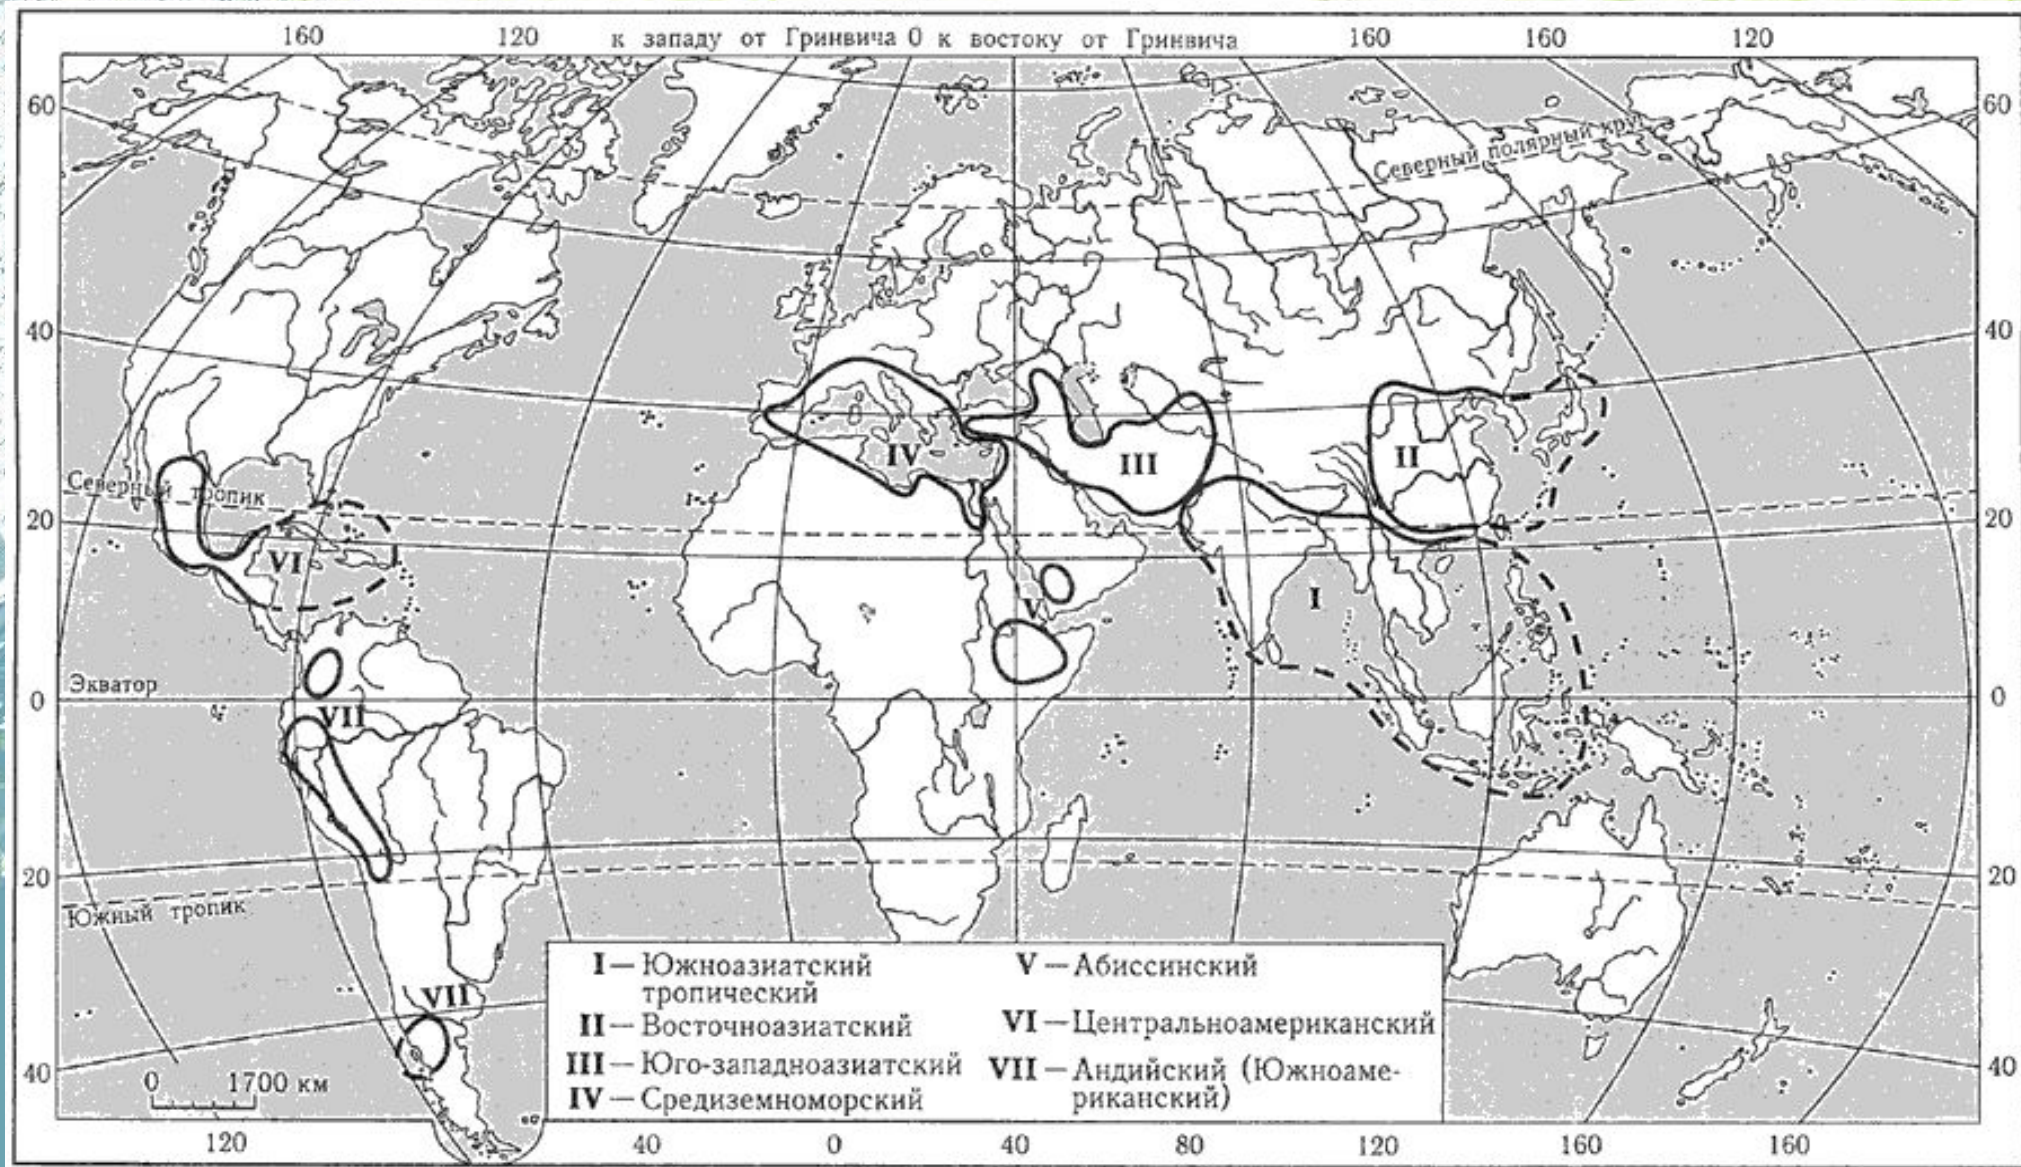 160 120 к западу от Гринвича 0 к востоку от Гринвича 160 160 120
60 60
Северный полярный круг
40 40
IV III II
Северный тропик
20 20
VI
V I
Экватор
0 0
VII
20 20
Южный тропик
VII
I — Южноазиатский
тропический
II — Восточноазиатский
III — Юго-западноазиатский
IV — Средиземноморский
V — Абиссинский
VI — Центральноамериканский
VII — Андийский (Южноаме-
риканский)
40 40
0 1700 км
120 40 0 40 80 120 160 160